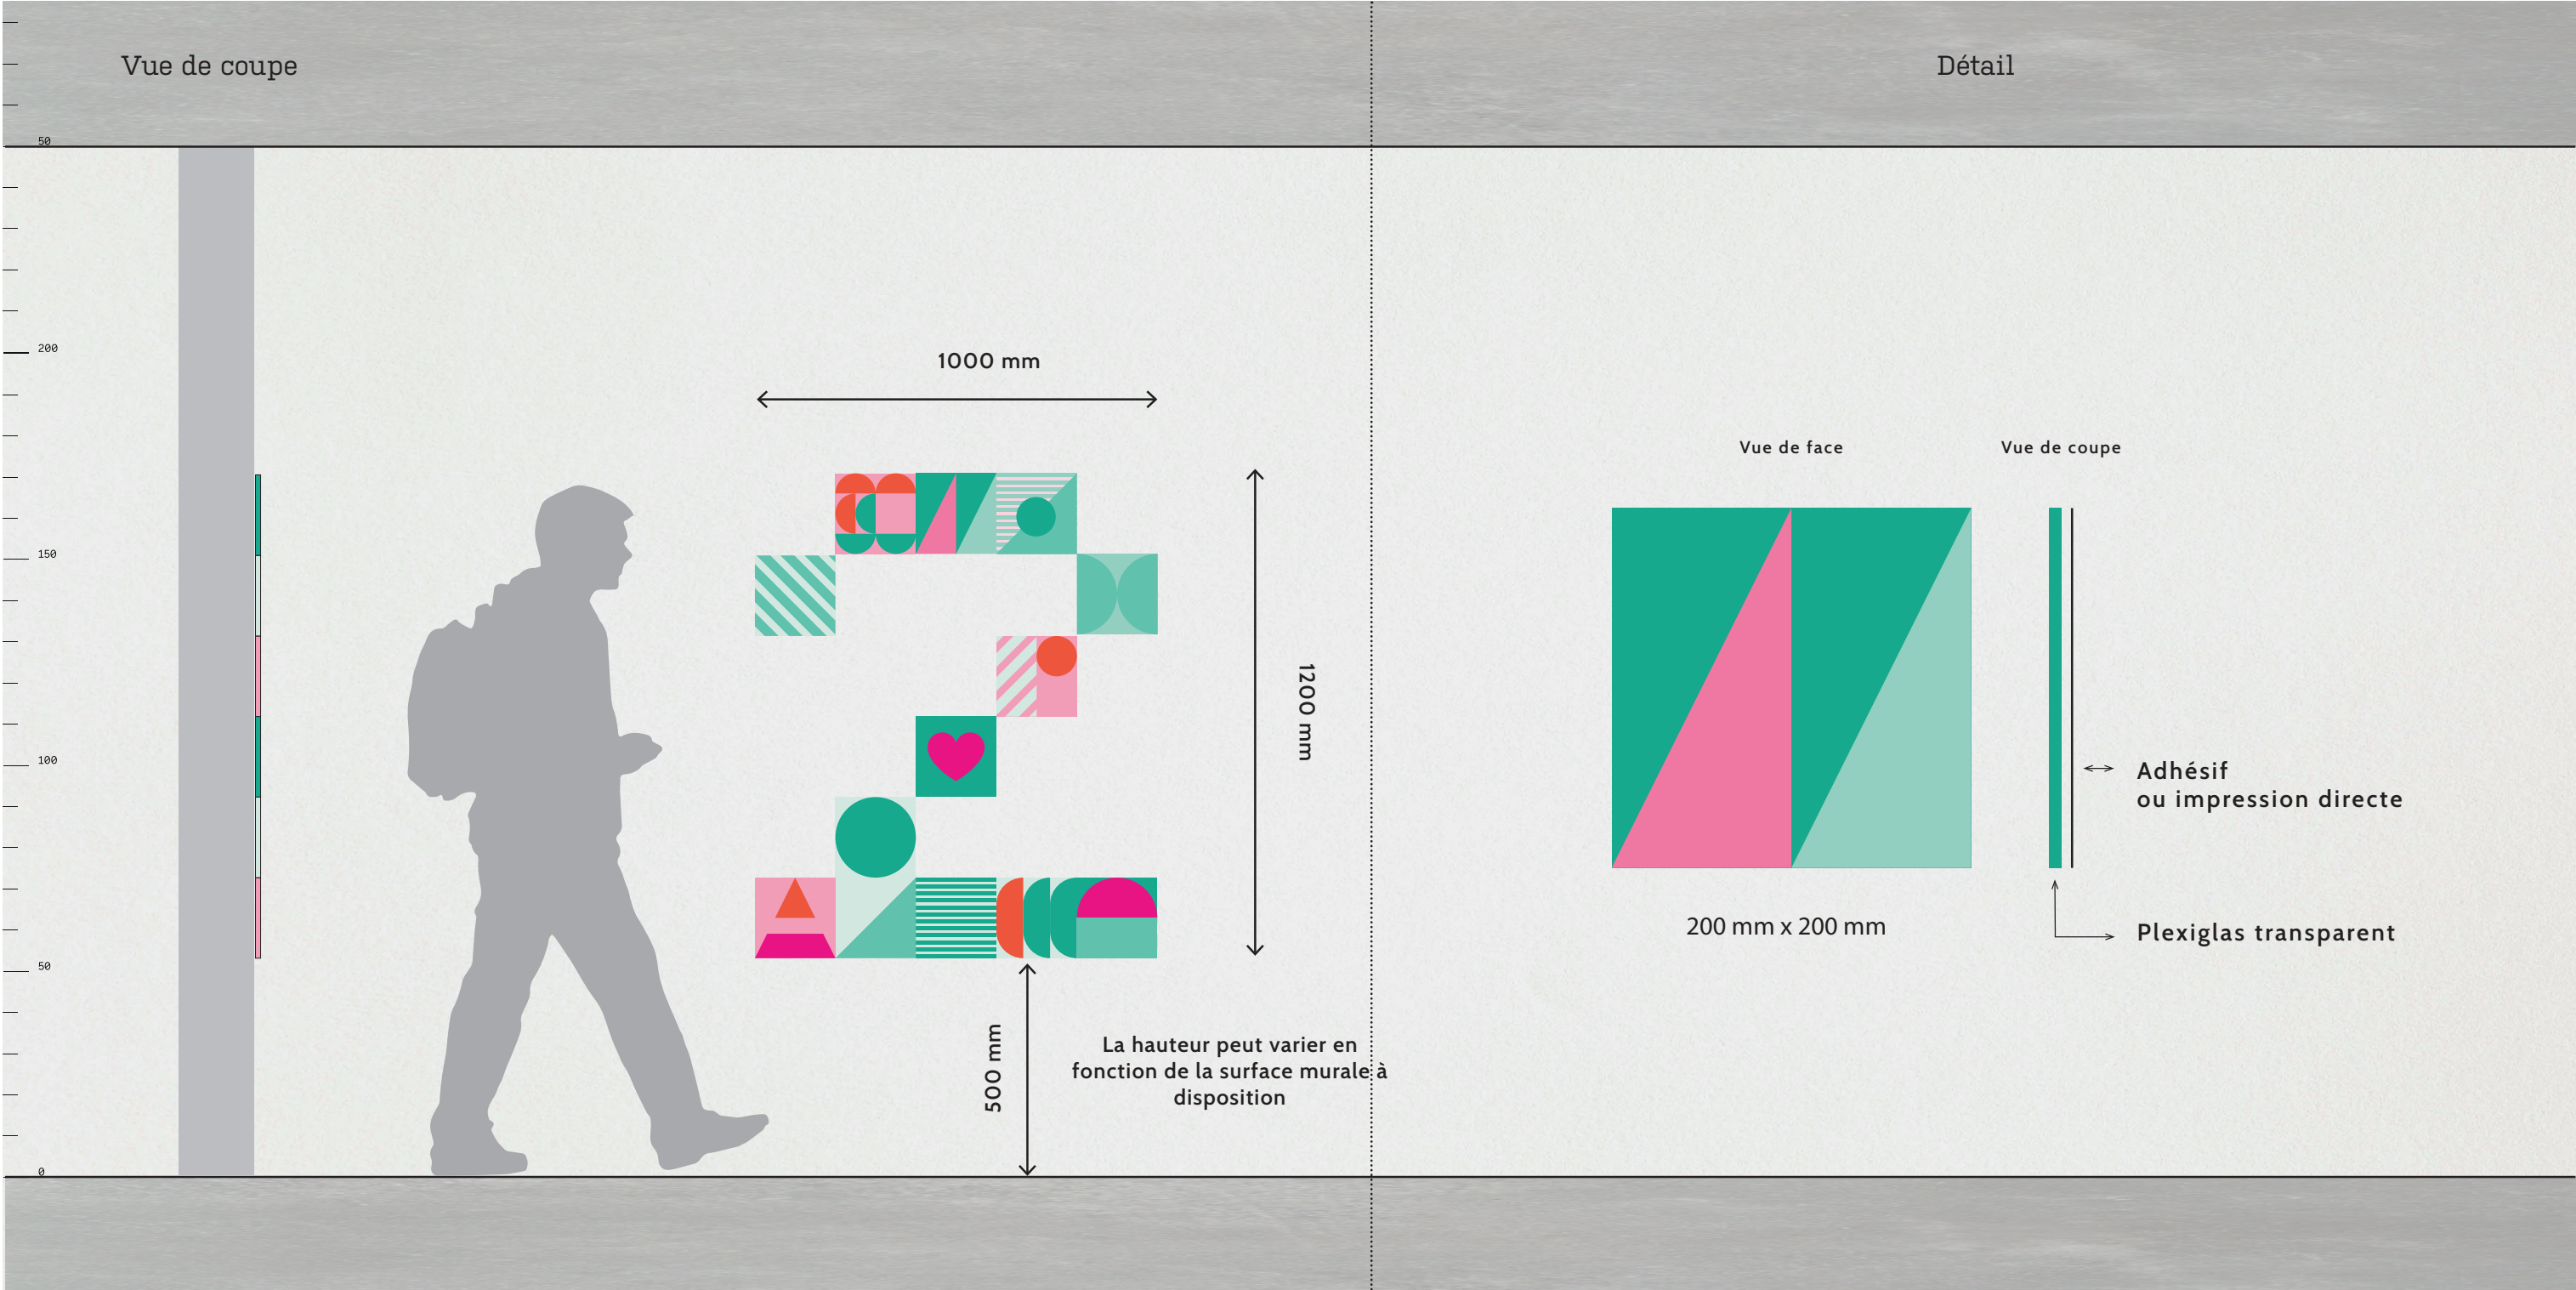 Vue de coupe
Détail
50
200
150
100
50
0
1000 mm
1200 mm
500 mm
La hauteur peut varier en
fonction de la surface murale à
disposition
Vue de face
Vue de coupe
Adhésif
ou impression directe
200 mm x 200 mm
Plexiglas transparent